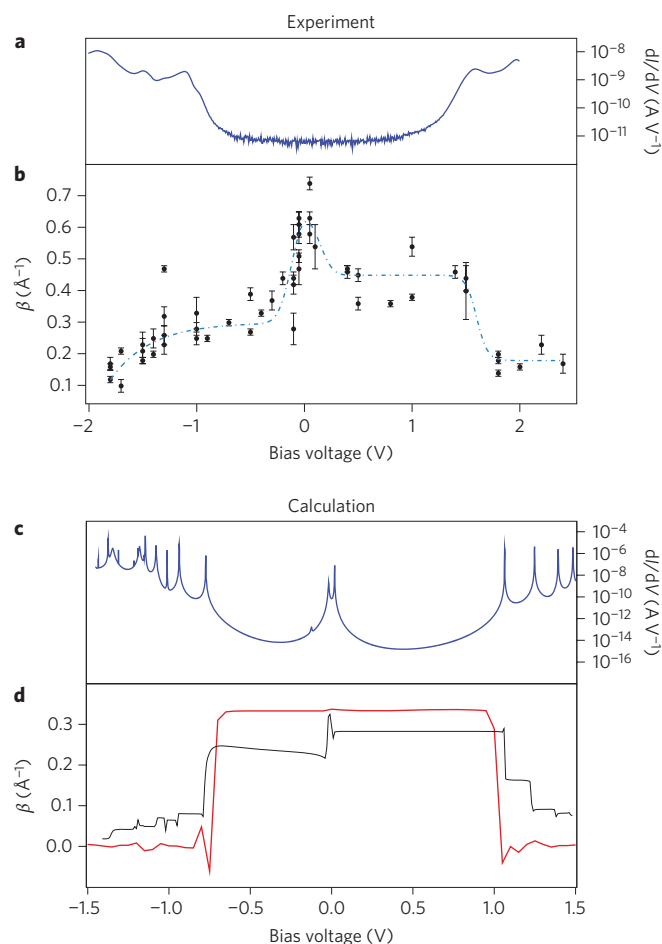 Experiment
a
10⁻⁸
10⁻⁹
10⁻¹⁰
10⁻¹¹
dI/dV (A V⁻¹)
b
0.7
0.6
0.5
0.4
0.3
0.2
0.1
β (Å⁻¹)
−2 −1 0 1 2
Bias voltage (V)
Calculation
c
10⁻⁴
10⁻⁶
10⁻⁸
10⁻¹⁰
10⁻¹²
10⁻¹⁴
10⁻¹⁶
dI/dV (A V⁻¹)
d
0.3
0.2
0.1
0.0
β (Å⁻¹)
−1.5 −1.0 −0.5 0.0 0.5 1.0 1.5
Bias voltage (V)